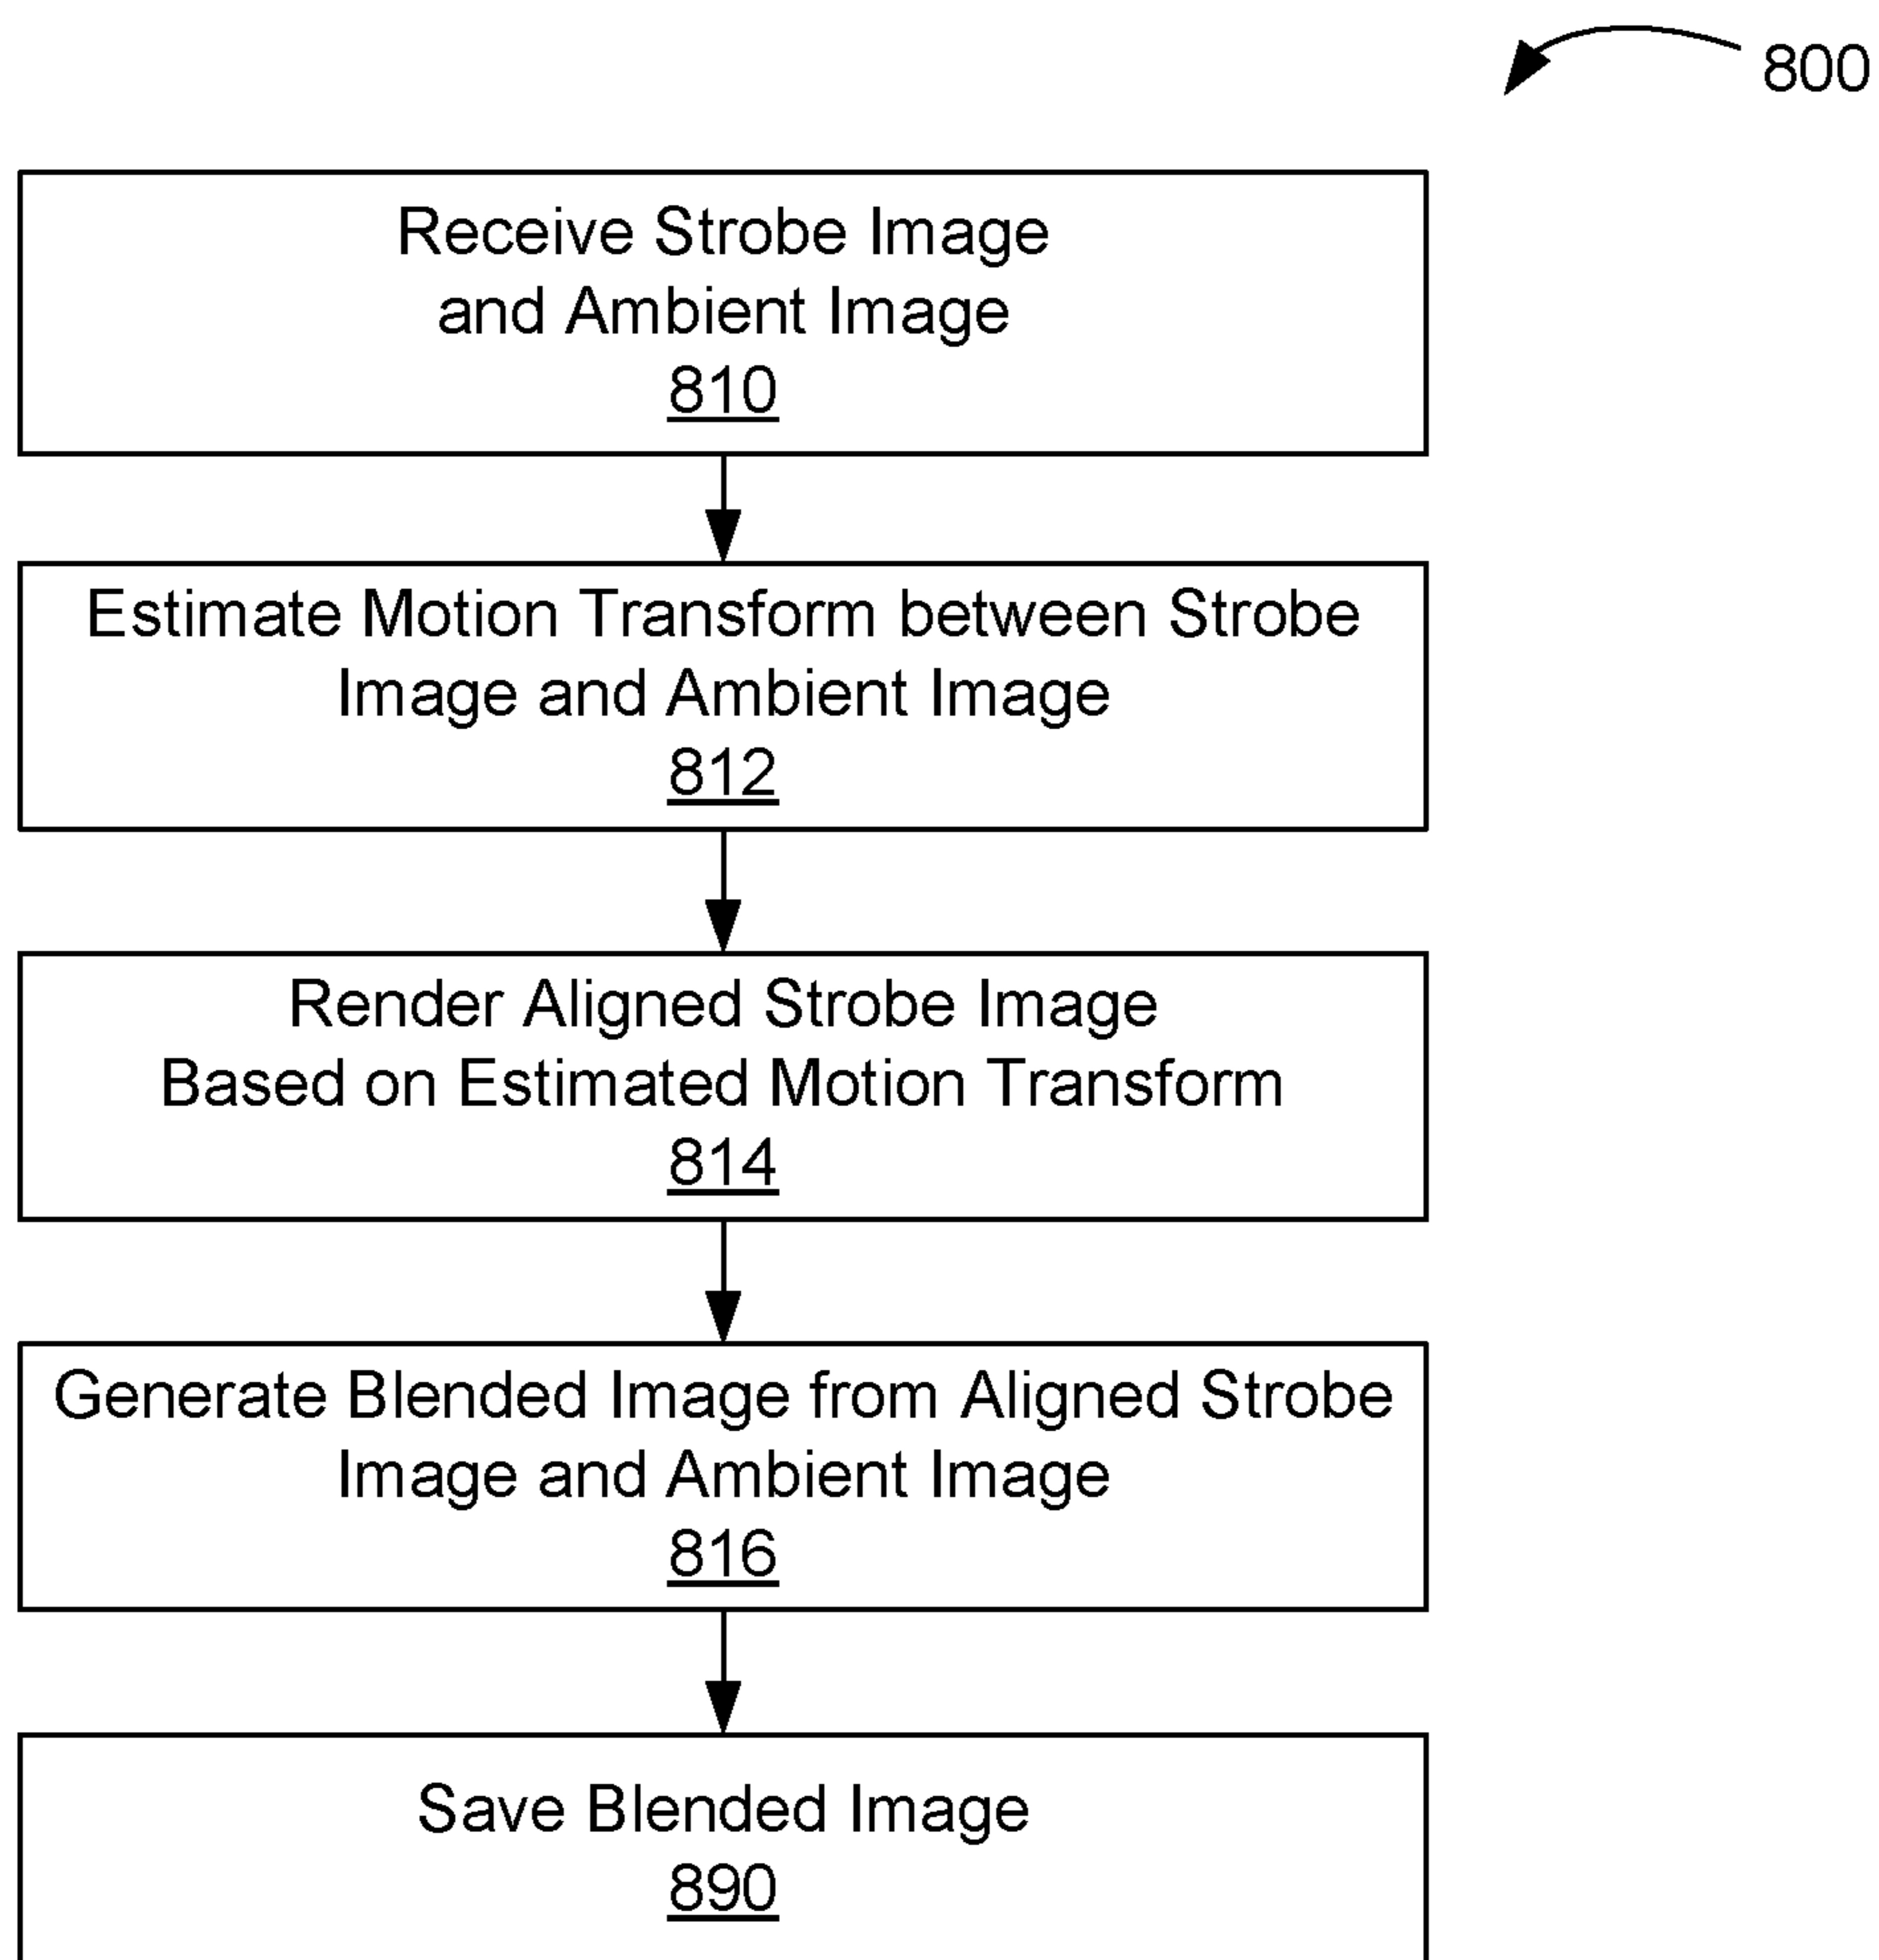 800
Receive Strobe Image
and Ambient Image
810
Estimate Motion Transform between Strobe
Image and Ambient Image
812
Render Aligned Strobe Image
Based on Estimated Motion Transform
814
Generate Blended Image from Aligned Strobe
Image and Ambient Image
816
Save Blended Image
890